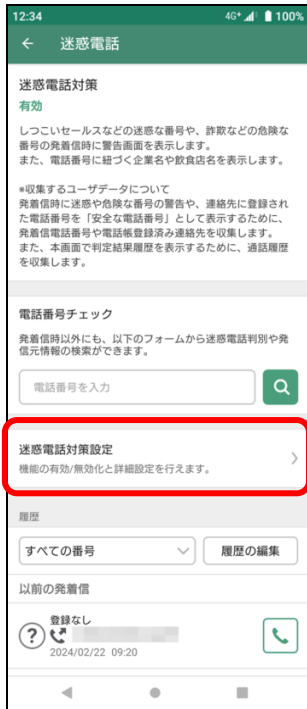 12:34 4G+ 100%
← 迷惑電話
迷惑電話対策
有効
しつこいセールスなどの迷惑な番号や、詐欺などの危険な
番号の発着信時に警告画面を表示します。
また、電話番号に紐づく企業名や飲食店名を表示します。
*収集するユーザデータについて
発着信時に迷惑や危険な番号の警告や、連絡先に登録され
た電話番号を「安全な電話番号」として表示するために、
発着信電話番号や電話帳登録済み連絡先を収集します。
また、本画面で判定結果履歴を表示するために、通話履歴
を収集します。
電話番号チェック
発着信時以外にも、以下のフォームから迷惑電話判別や発
信元情報の検索ができます。
電話番号を入力
迷惑電話対策設定
機能の有効/無効化と詳細設定を行えます。
履歴
すべての番号 履歴の編集
以前の発着信
登録なし
2024/02/22 09:20